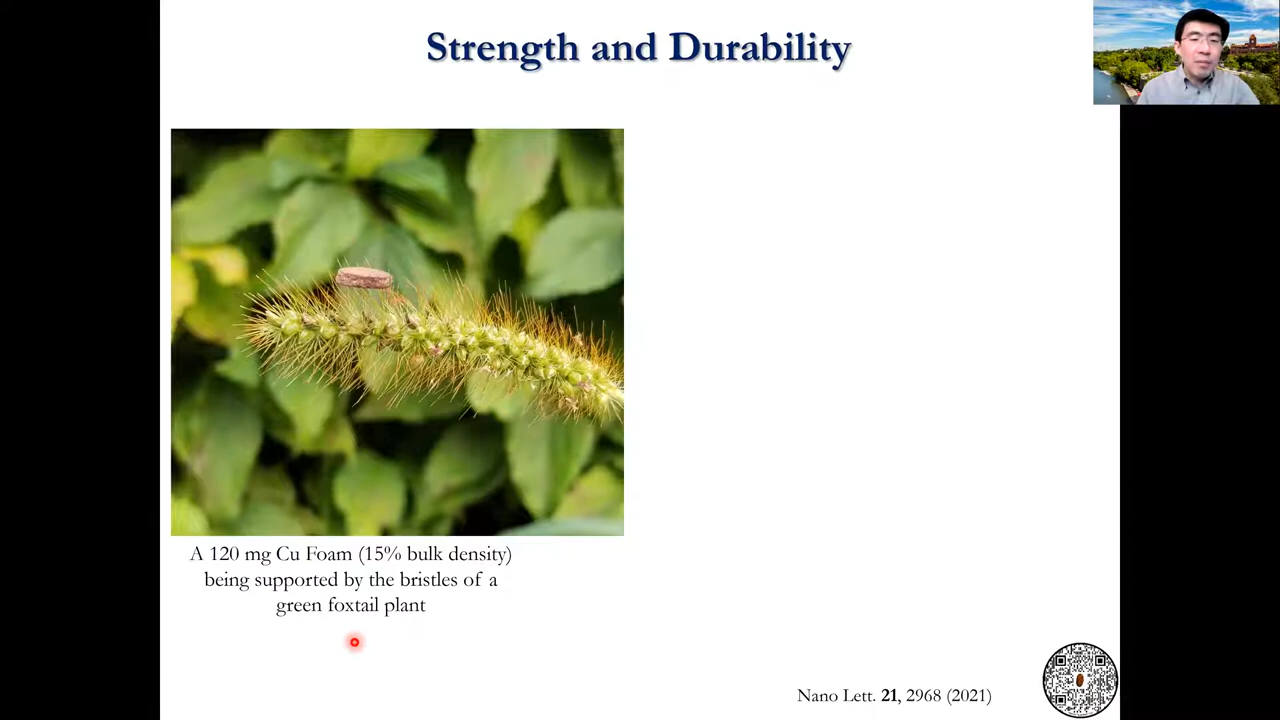 Strength and Durability
A 120 mg Cu Foam (15% bulk density)
being supported by the bristles of a
green foxtail plant
Nano Lett. 21, 2968 (2021)